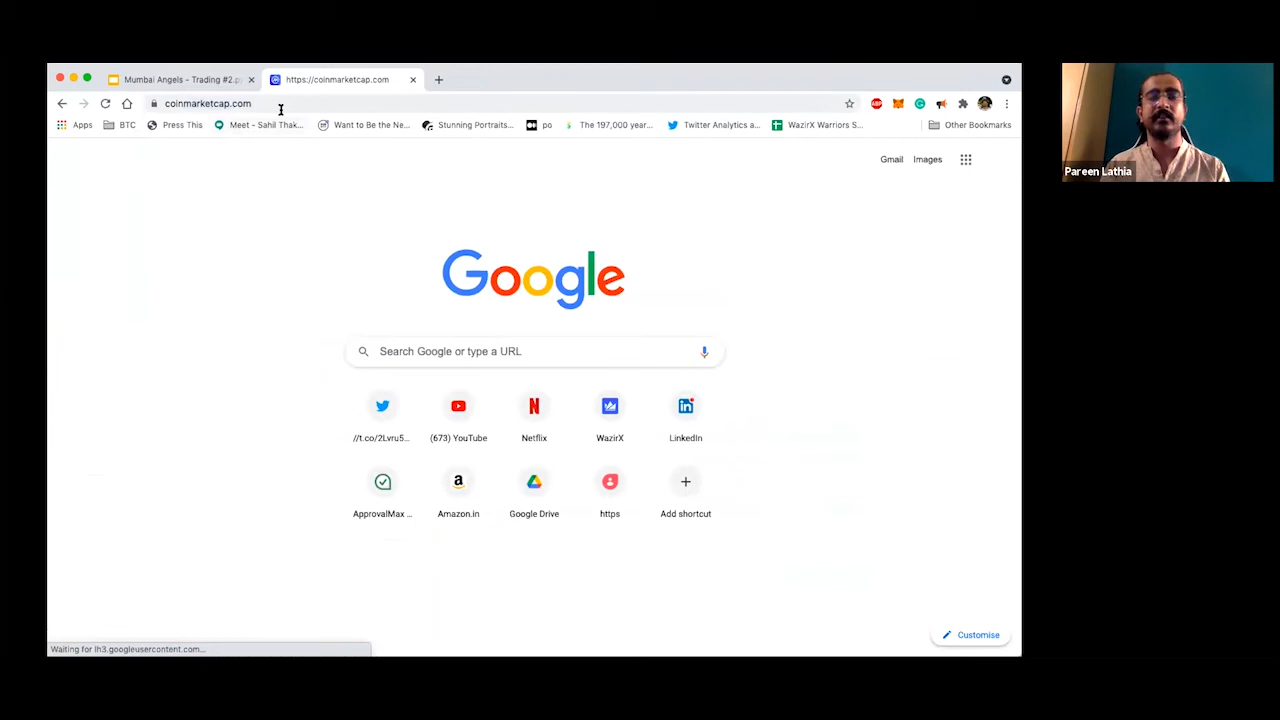 Mumbai Angels - Trading #2.p
https://coinmarketcap.com
coinmarketcap.com
Apps
BTC
Press This
Meet - Sahil Thak...
Want to Be the Ne...
Stunning Portraits...
po
The 197,000 year...
Twitter Analytics a...
WazirX Warriors S...
Other Bookmarks
Gmail
Images
Pareen Lathia
Google
Search Google or type a URL
//t.co/2Lvru5...
(673) YouTube
Netflix
WazirX
LinkedIn
ApprovalMax ...
Amazon.in
Google Drive
https
Add shortcut
Customise
Waiting for lh3.googleusercontent.com...